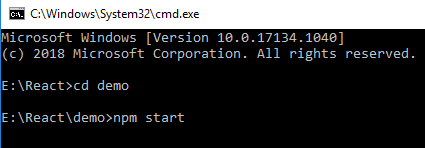 C:\Windows\System32\cmd.exe
Microsoft Windows [Version 10.0.17134.1040]
(c) 2018 Microsoft Corporation. All rights reserved.
E:\React>cd demo
E:\React\demo>npm start